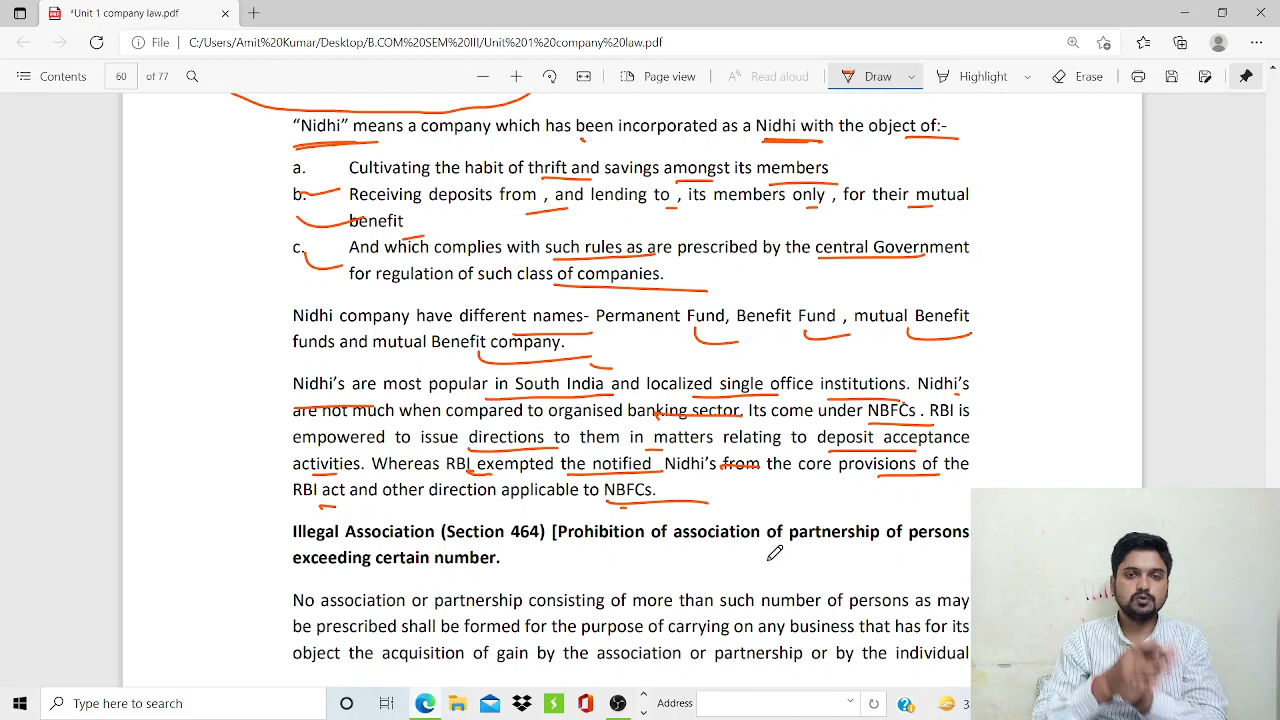 *Unit 1 company law.pdf
File
C:/Users/Amit%20Kumar/Desktop/B.COM%20SEM%20III/Unit%201%20company%20law.pdf
Contents 60 of 77 Page view Read aloud Draw Highlight Erase
“Nidhi” means a company which has been incorporated as a Nidhi with the object of:-
a. Cultivating the habit of thrift and savings amongst its members
b. Receiving deposits from , and lending to , its members only , for their mutual
benefit
c. And which complies with such rules as are prescribed by the central Government
for regulation of such class of companies.
Nidhi company have different names- Permanent Fund, Benefit Fund , mutual Benefit
funds and mutual Benefit company.
Nidhi’s are most popular in South India and localized single office institutions. Nidhi’s
are not much when compared to organised banking sector. Its come under NBFCs . RBI is
empowered to issue directions to them in matters relating to deposit acceptance
activities. Whereas RBI exempted the notified Nidhi’s from the core provisions of the
RBI act and other direction applicable to NBFCs.
Illegal Association (Section 464) [Prohibition of association of partnership of persons
exceeding certain number.
No association or partnership consisting of more than such number of persons as may
be prescribed shall be formed for the purpose of carrying on any business that has for its
object the acquisition of gain by the association or partnership or by the individual
Type here to search
Address
3